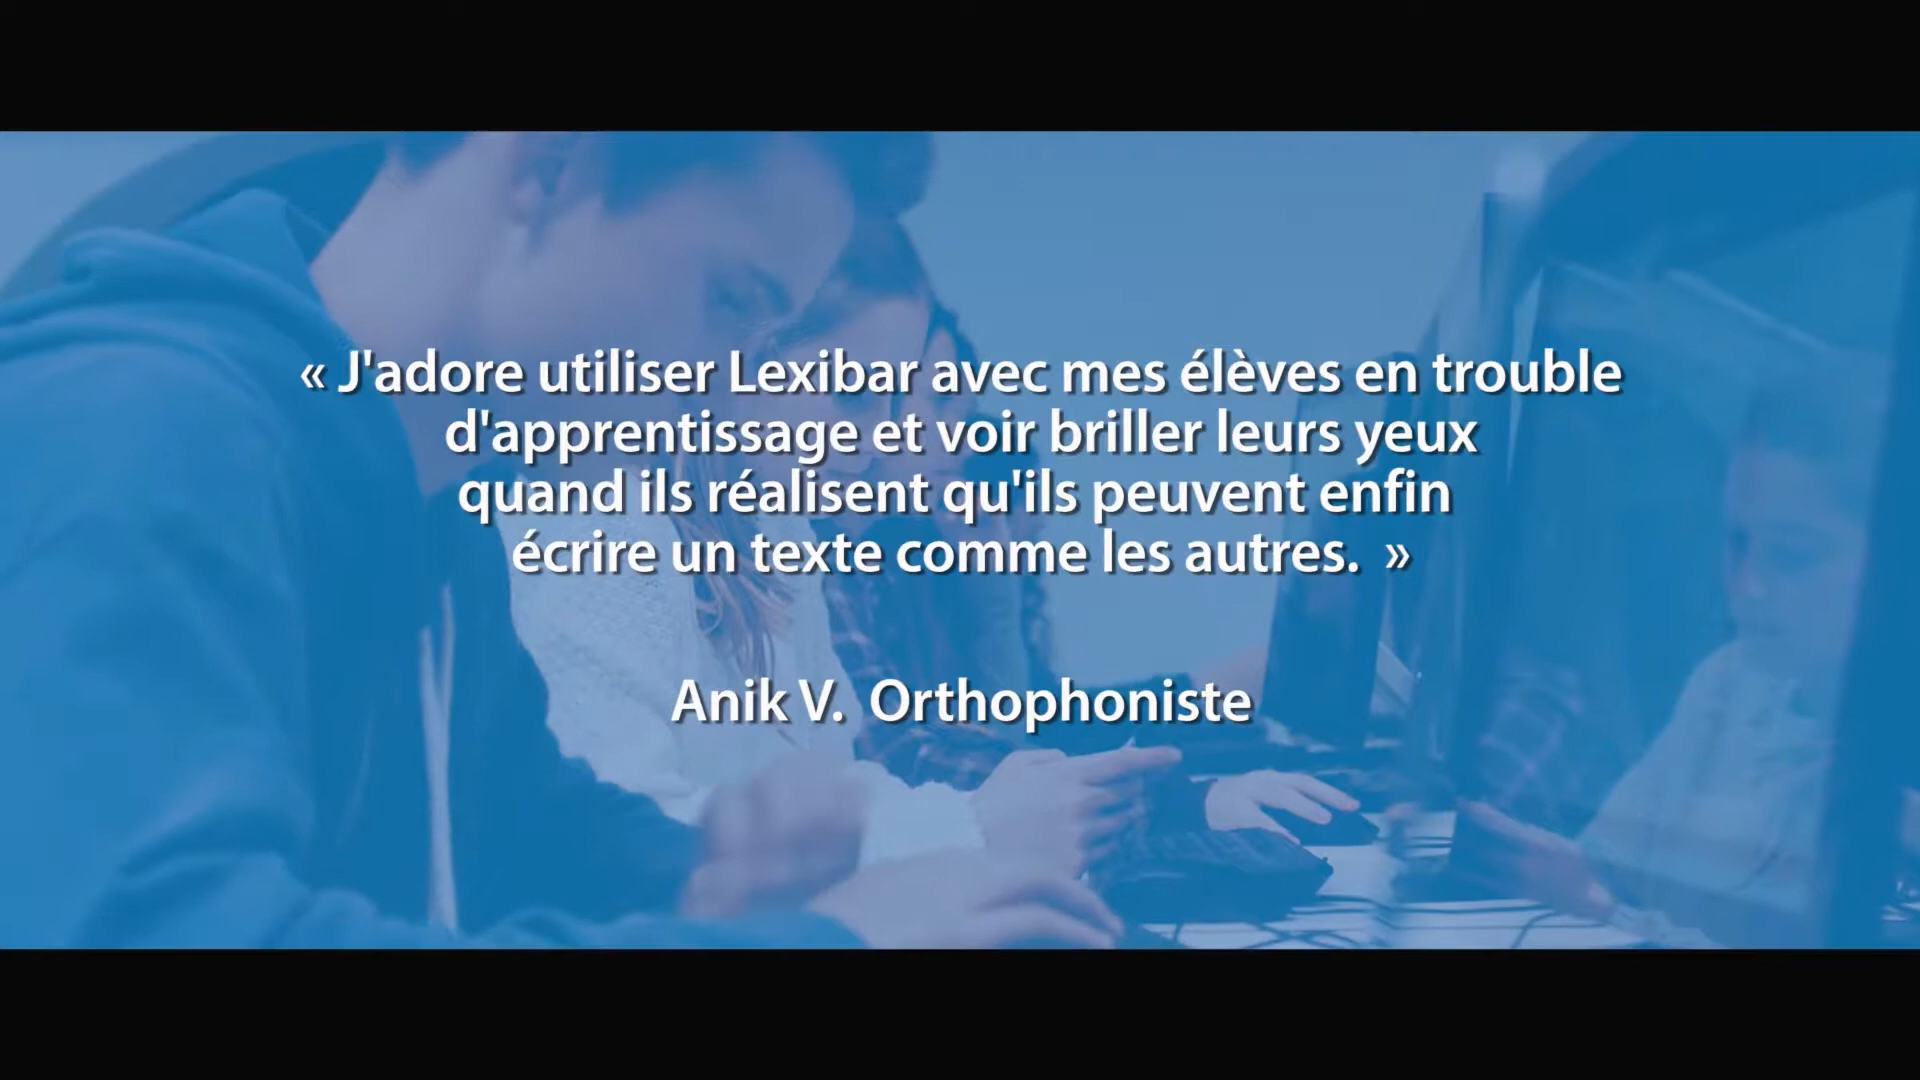 « J'adore utiliser Lexibar avec mes élèves en trouble
d'apprentissage et voir briller leurs yeux
quand ils réalisent qu'ils peuvent enfin
écrire un texte comme les autres.  »
Anik V.  Orthophoniste